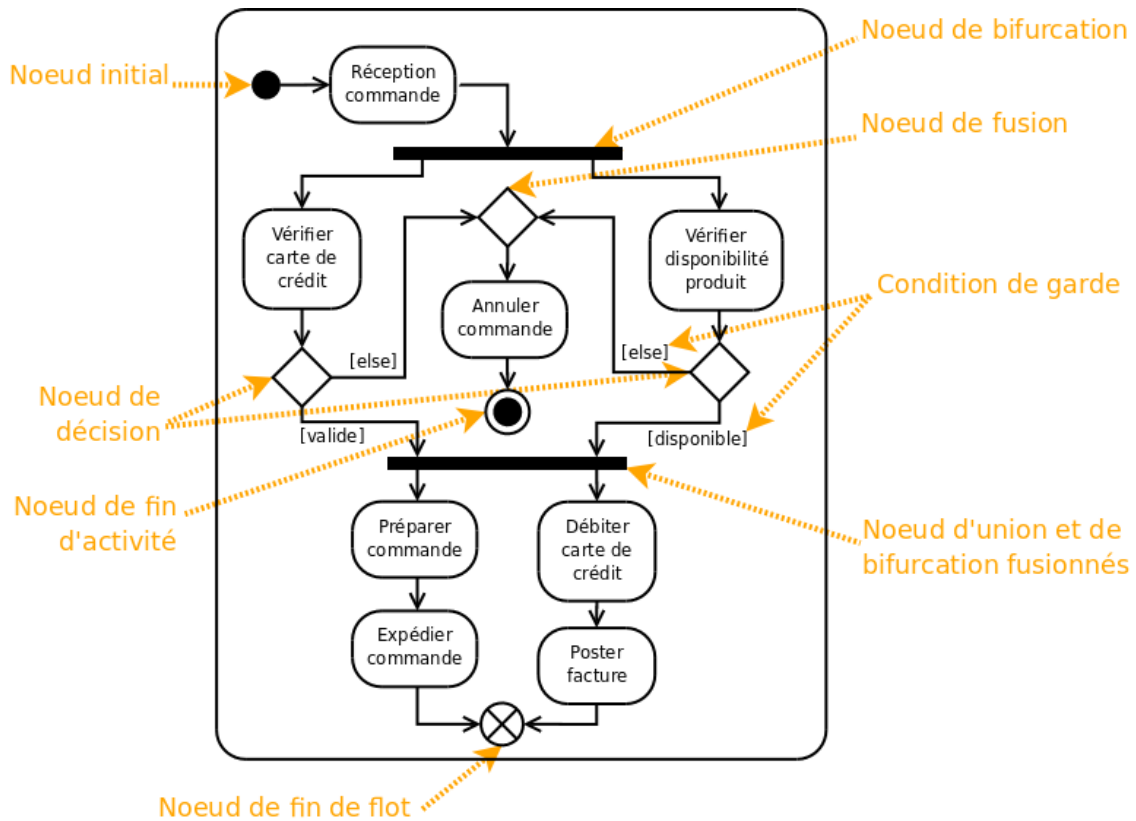 Noeud de bifurcation
Noeud initial
Réception
commande
Noeud de fusion
Vérifier
carte de
crédit
Vérifier
disponibilité
produit
Annuler
commande
Condition de garde
[else]
[else]
Noeud de
décision
[valide]
[disponible]
Noeud de fin
d'activité
Préparer
commande
Débiter
carte de
crédit
Noeud d'union et de
bifurcation fusionnés
Expédier
commande
Poster
facture
Noeud de fin de flot